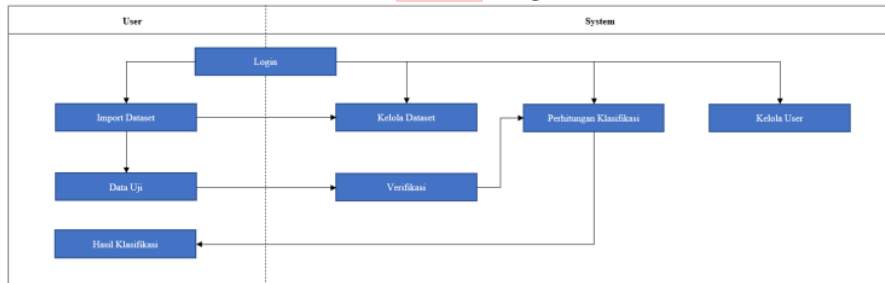 User System
Login
Import Dataset Kelola Dataset Perhitungan Klasifikasi Kelola User
Data Uji Verifikasi
Hasil Klasifikasi